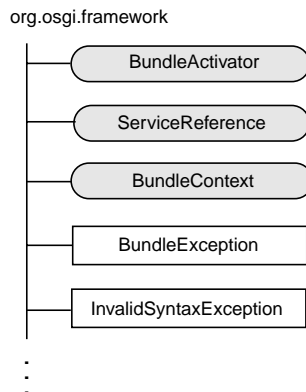 org.osgi.framework
BundleActivator
ServiceReference
BundleContext
BundleException
InvalidSyntaxException